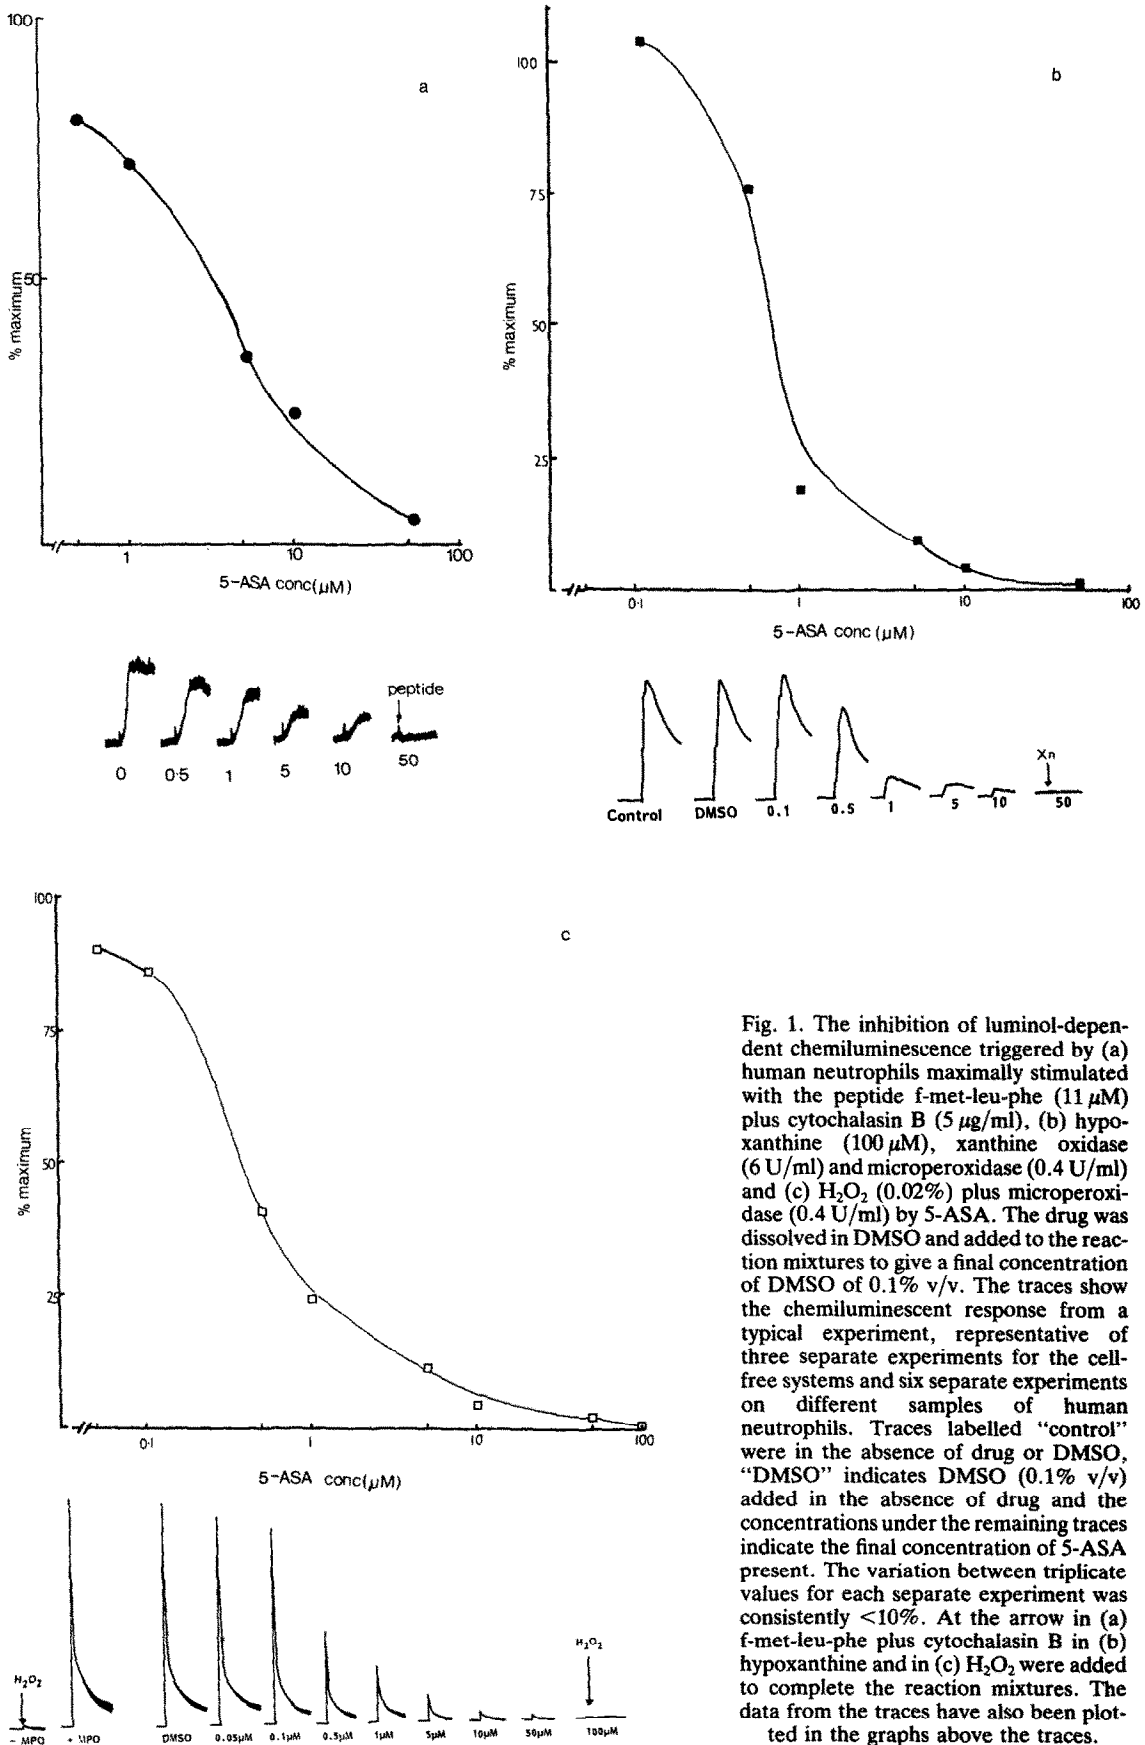 100
a
50
% maximum
1 10 100
5-ASA conc(µM)
peptide
0 0·5 1 5 10 50
b
100
75
50
25
% maximum
0·1 1 10 100
5-ASA conc (µM)
Xn
Control DMSO 0.1 0.5 1 5 10 50
c
100
75
50
25
% maximum
0·1 1 10 100
5-ASA conc(µM)
H₂O₂
H₂O₂
- MPO + MPO DMSO 0.05µM 0.1µM 0.5µM 1µM 5µM 10µM 50µM 100µM
Fig. 1. The inhibition of luminol-depen-
dent chemiluminescence triggered by (a)
human neutrophils maximally stimulated
with the peptide f-met-leu-phe (11 µM)
plus cytochalasin B (5 µg/ml), (b) hypo-
xanthine (100 µM), xanthine oxidase
(6 U/ml) and microperoxidase (0.4 U/ml)
and (c) H₂O₂ (0.02%) plus microperoxi-
dase (0.4 U/ml) by 5-ASA. The drug was
dissolved in DMSO and added to the reac-
tion mixtures to give a final concentration
of DMSO of 0.1% v/v. The traces show
the chemiluminescent response from a
typical experiment, representative of
three separate experiments for the cell-
free systems and six separate experiments
on different samples of human
neutrophils. Traces labelled “control”
were in the absence of drug or DMSO,
“DMSO” indicates DMSO (0.1% v/v)
added in the absence of drug and the
concentrations under the remaining traces
indicate the final concentration of 5-ASA
present. The variation between triplicate
values for each separate experiment was
consistently <10%. At the arrow in (a)
f-met-leu-phe plus cytochalasin B in (b)
hypoxanthine and in (c) H₂O₂ were added
to complete the reaction mixtures. The
data from the traces have also been plot-
ted in the graphs above the traces.